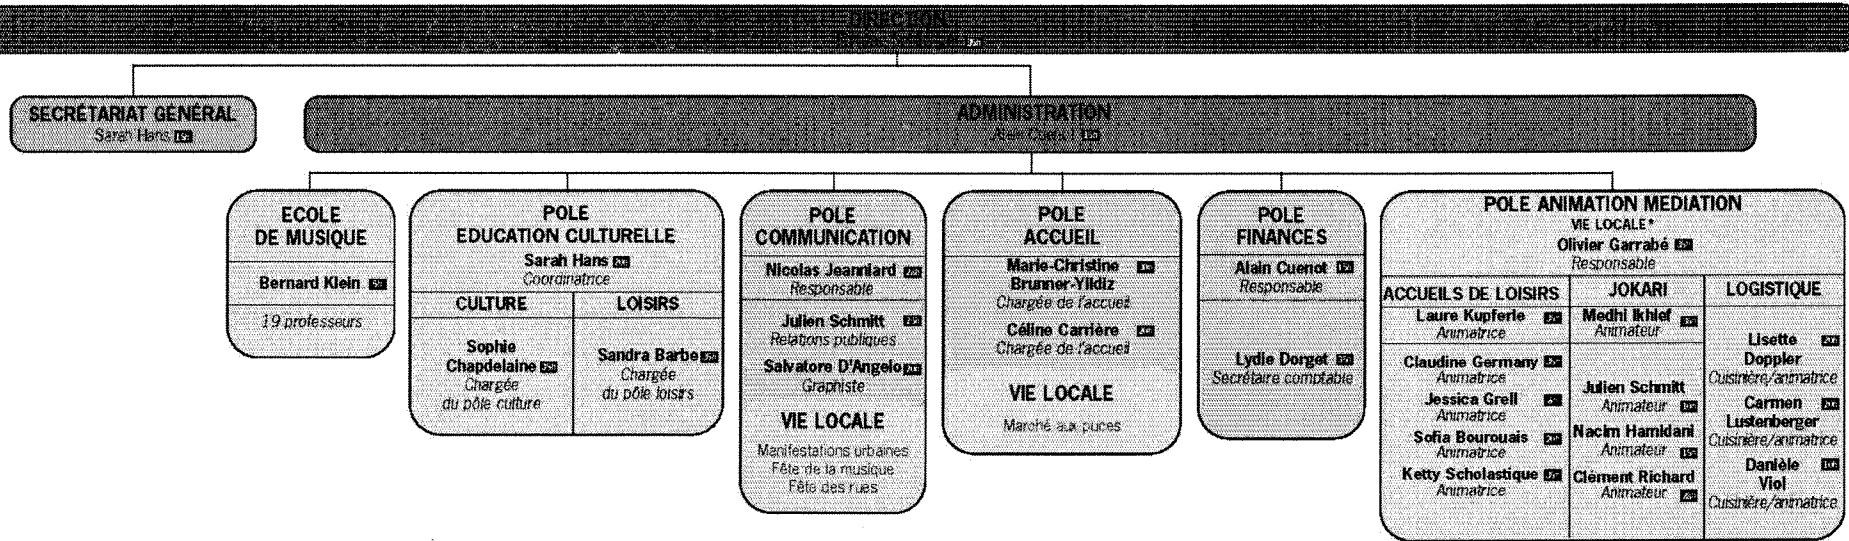 DIRECTION
SECRÉTARIAT GÉNÉRAL
Sarah Hans
ADMINISTRATION
Alain Cuenot
ECOLE
DE MUSIQUE
Bernard Klein
19 professeurs
POLE
EDUCATION CULTURELLE
Sarah Hans
Coordinatrice
CULTURE
Sophie
Chapdelaine
Chargée
du pôle culture
LOISIRS
Sandra Barbe
Chargée
du pôle loisirs
POLE
COMMUNICATION
Nicolas Jeanniard
Responsable
Julien Schmitt
Relations publiques
Salvatore D'Angelo
Graphiste
VIE LOCALE
Manifestations urbaines
Fête de la musique
Fête des rues
POLE
ACCUEIL
Marie-Christine
Brunner-Yildiz
Chargée de l'accueil
Céline Carrière
Chargée de l'accueil
VIE LOCALE
Marché aux puces
POLE
FINANCES
Alain Cuenot
Responsable
Lydie Dorget
Secrétaire comptable
POLE ANIMATION MEDIATION
VIE LOCALE*
Olivier Garrabé
Responsable
ACCUEILS DE LOISIRS
Laure Kupferle
Animatrice
Claudine Germany
Animatrice
Jessica Grell
Animatrice
Sofia Bourouais
Animatrice
Ketty Scholastique
Animatrice
JOKARI
Medhi Ikhlef
Animateur
Julien Schmitt
Animateur
Nacim Hamidani
Animateur
Clément Richard
Animateur
LOGISTIQUE
Lisette
Doppler
Cuisinière/animatrice
Carmen
Lustenberger
Cuisinière/animatrice
Danièle
Viol
Cuisinière/animatrice